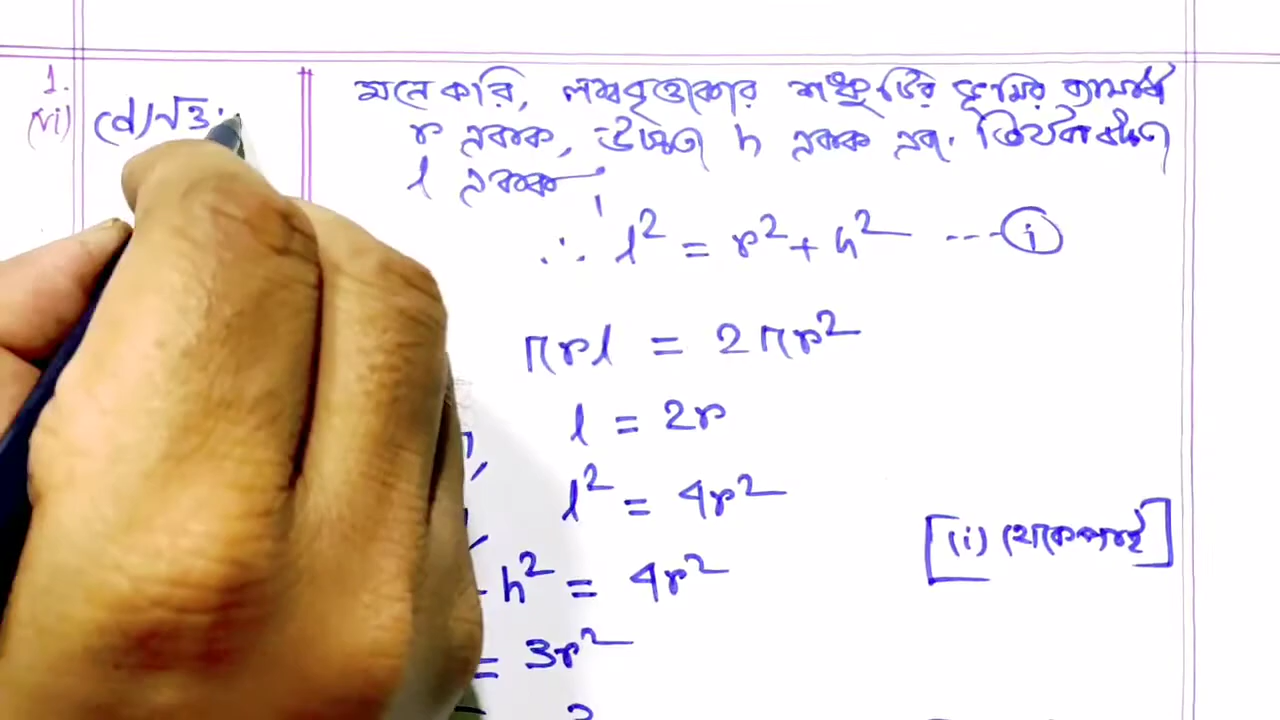 1.
(vi) (d) √3:
মনেকরি, লম্ববৃত্তাকার শঙ্কুটির ভূমির ব্যাসার্ধ
r একক, উচ্চতা h একক এবং তির্যক উচ্চতা
l একক।
∴ l² = r² + h² ---- (i)
πrl = 2πr²
l = 2r
l² = 4r²
[(i) থেকে পাই]
h² = 4r²
= 3r²